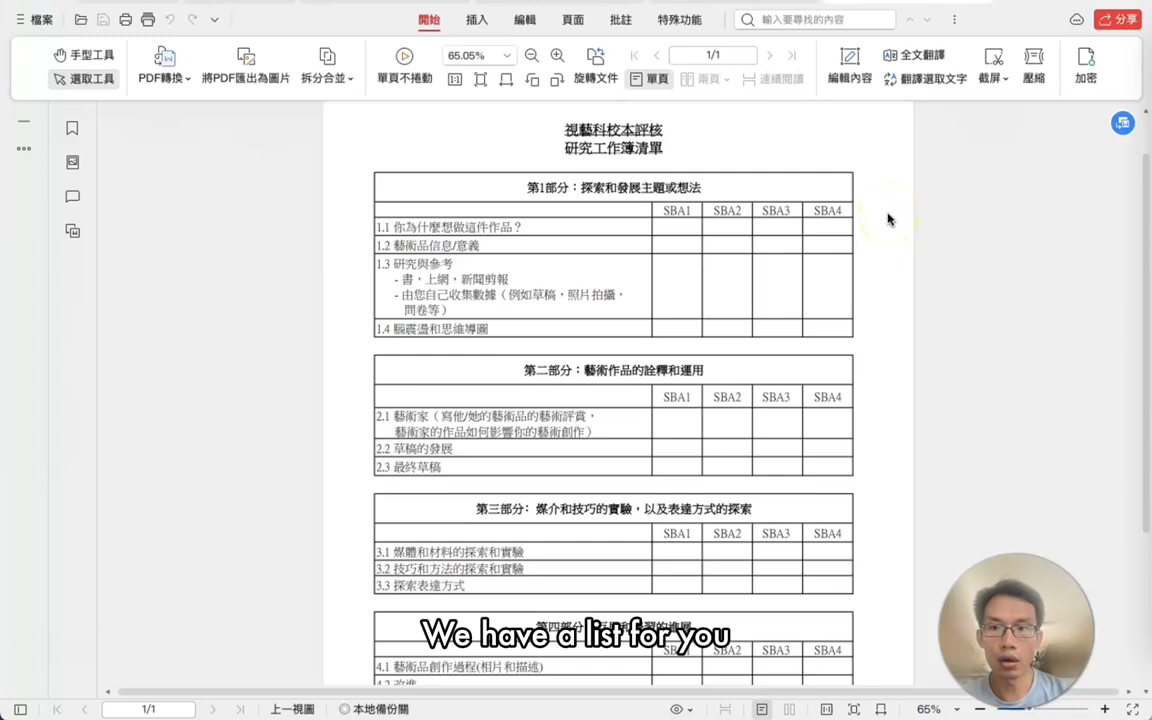 檔案
開始
插入
編輯
頁面
批註
特殊功能
輸入要尋找的內容
分享
手型工具
選取工具
PDF轉換
將PDF匯出為圖片
拆分合並
單頁不捲動
65.05%
旋轉文件
1/1
單頁
兩頁
連續閱讀
編輯內容
全文翻譯
翻譯選取文字
截屏
壓縮
加密
視藝科校本評核
研究工作簿清單
第1部分：探索和發展主題或想法
SBA1 SBA2 SBA3 SBA4
1.1 你為什麼想做這件作品？
1.2 藝術品信息/意義
1.3 研究與參考
- 書，上網，新聞剪報
- 由您自己收集數據（例如草稿，照片拍攝，
問卷等）
1.4 腦震盪和思維導圖
第二部分：藝術作品的詮釋和運用
SBA1 SBA2 SBA3 SBA4
2.1 藝術家（寫他/她的藝術品的藝術評賞，
藝術家的作品如何影響你的藝術創作）
2.2 草稿的發展
2.3 最終草稿
第三部分：媒介和技巧的實驗，以及表達方式的探索
SBA1 SBA2 SBA3 SBA4
3.1 媒體和材料的探索和實驗
3.2 技巧和方法的探索和實驗
3.3 探索表達方式
第四部分
的進展
We have a list for you
SBA1 SBA2 SBA3 SBA4
4.1 藝術品創作過程(相片和描述)
4.2 改進
1/1
上一視圖
本地備份關
65%